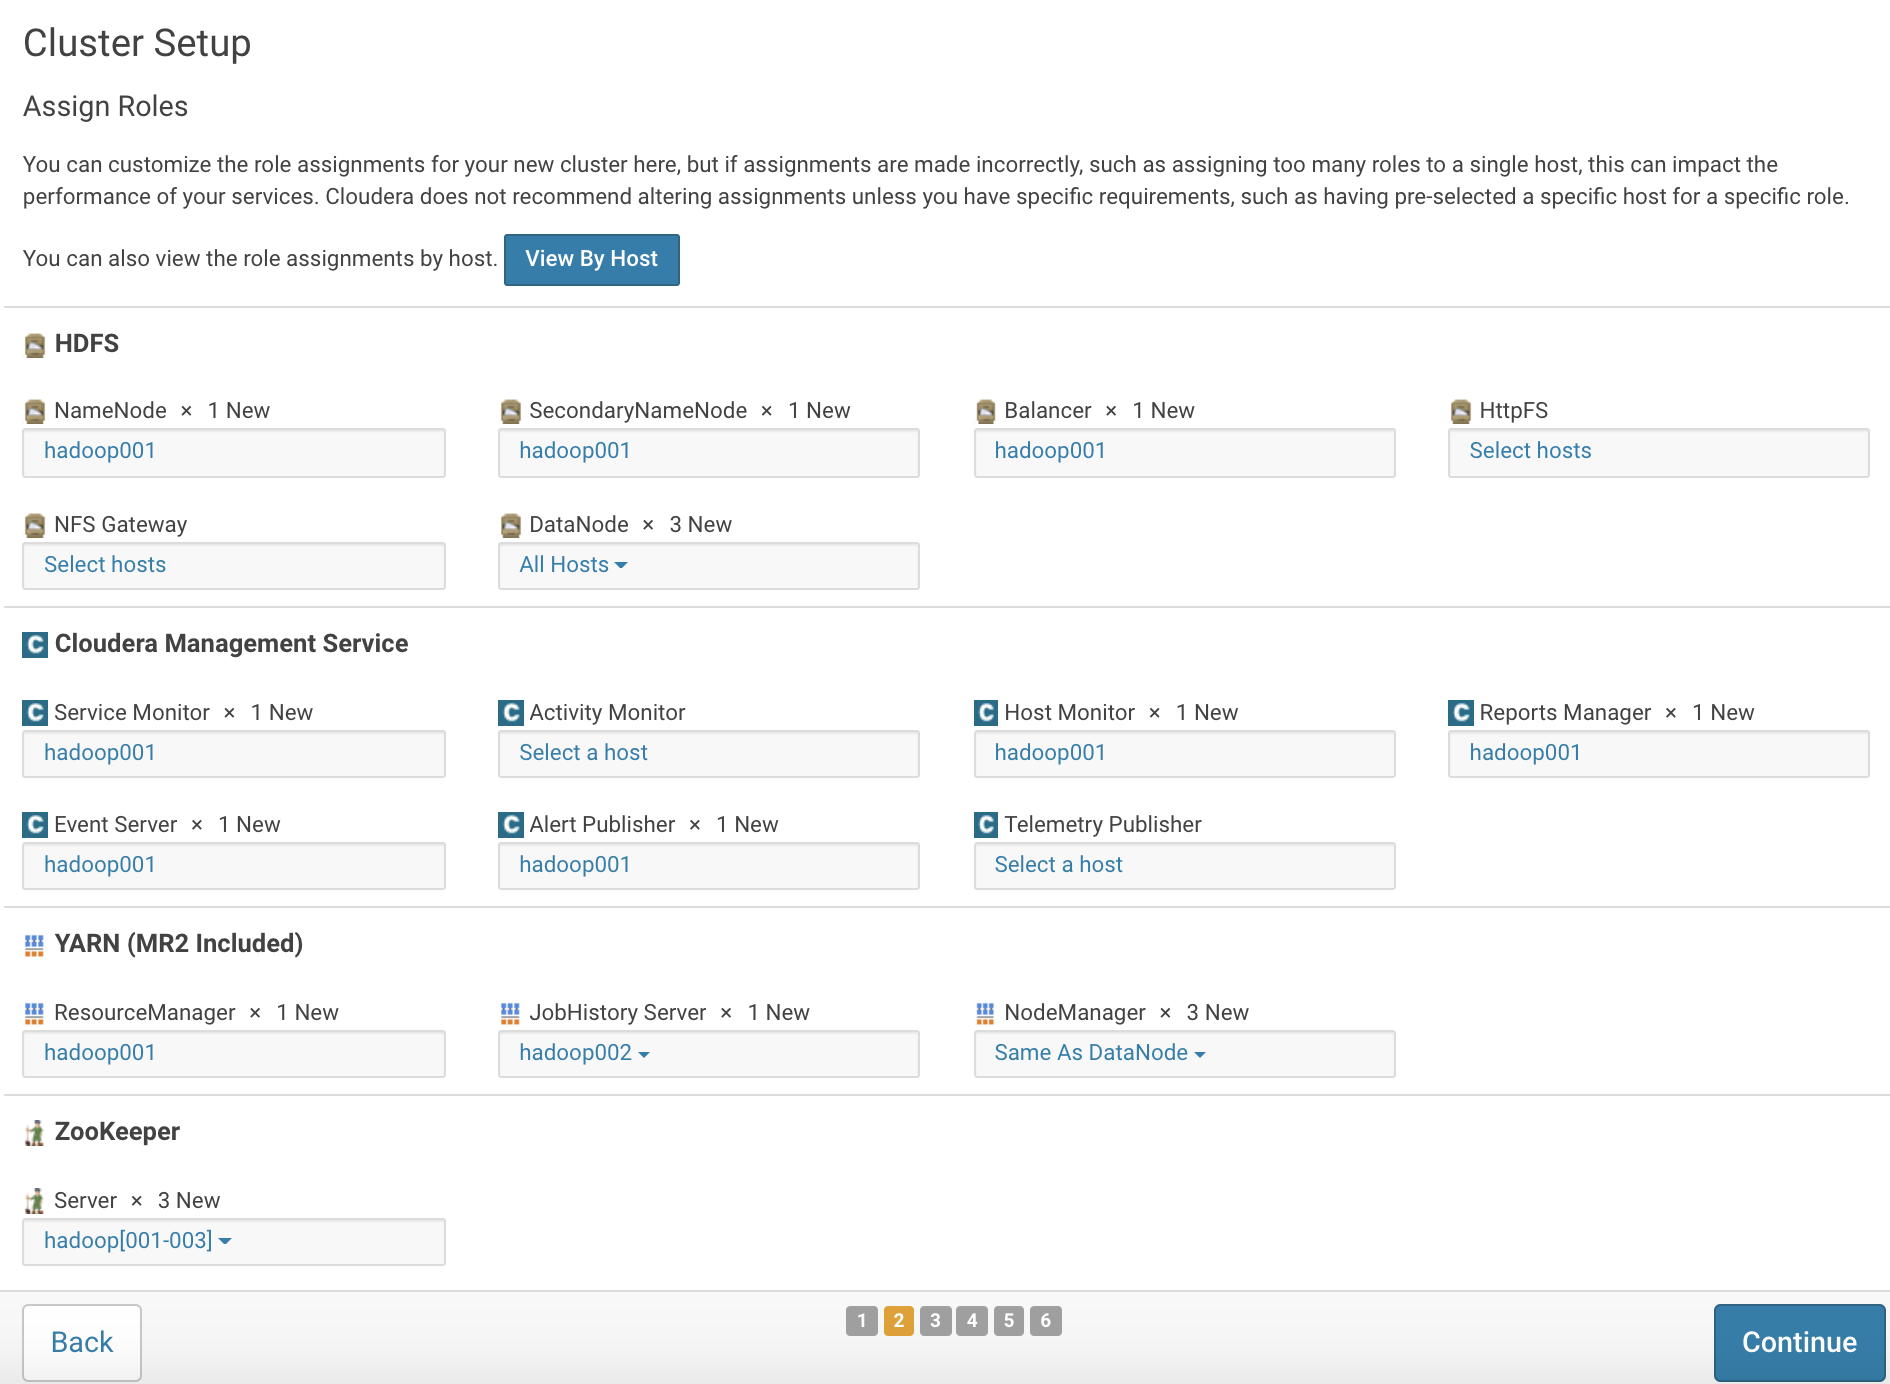 Cluster Setup
Assign Roles
You can customize the role assignments for your new cluster here, but if assignments are made incorrectly, such as assigning too many roles to a single host, this can impact the
performance of your services. Cloudera does not recommend altering assignments unless you have specific requirements, such as having pre-selected a specific host for a specific role.
You can also view the role assignments by host. View By Host
HDFS
NameNode × 1 New
hadoop001
SecondaryNameNode × 1 New
hadoop001
Balancer × 1 New
hadoop001
HttpFS
Select hosts
NFS Gateway
Select hosts
DataNode × 3 New
All Hosts
C Cloudera Management Service
C Service Monitor × 1 New
hadoop001
C Activity Monitor
Select a host
C Host Monitor × 1 New
hadoop001
C Reports Manager × 1 New
hadoop001
C Event Server × 1 New
hadoop001
C Alert Publisher × 1 New
hadoop001
C Telemetry Publisher
Select a host
YARN (MR2 Included)
ResourceManager × 1 New
hadoop001
JobHistory Server × 1 New
hadoop002
NodeManager × 3 New
Same As DataNode
ZooKeeper
Server × 3 New
hadoop[001-003]
Back
1 2 3 4 5 6
Continue